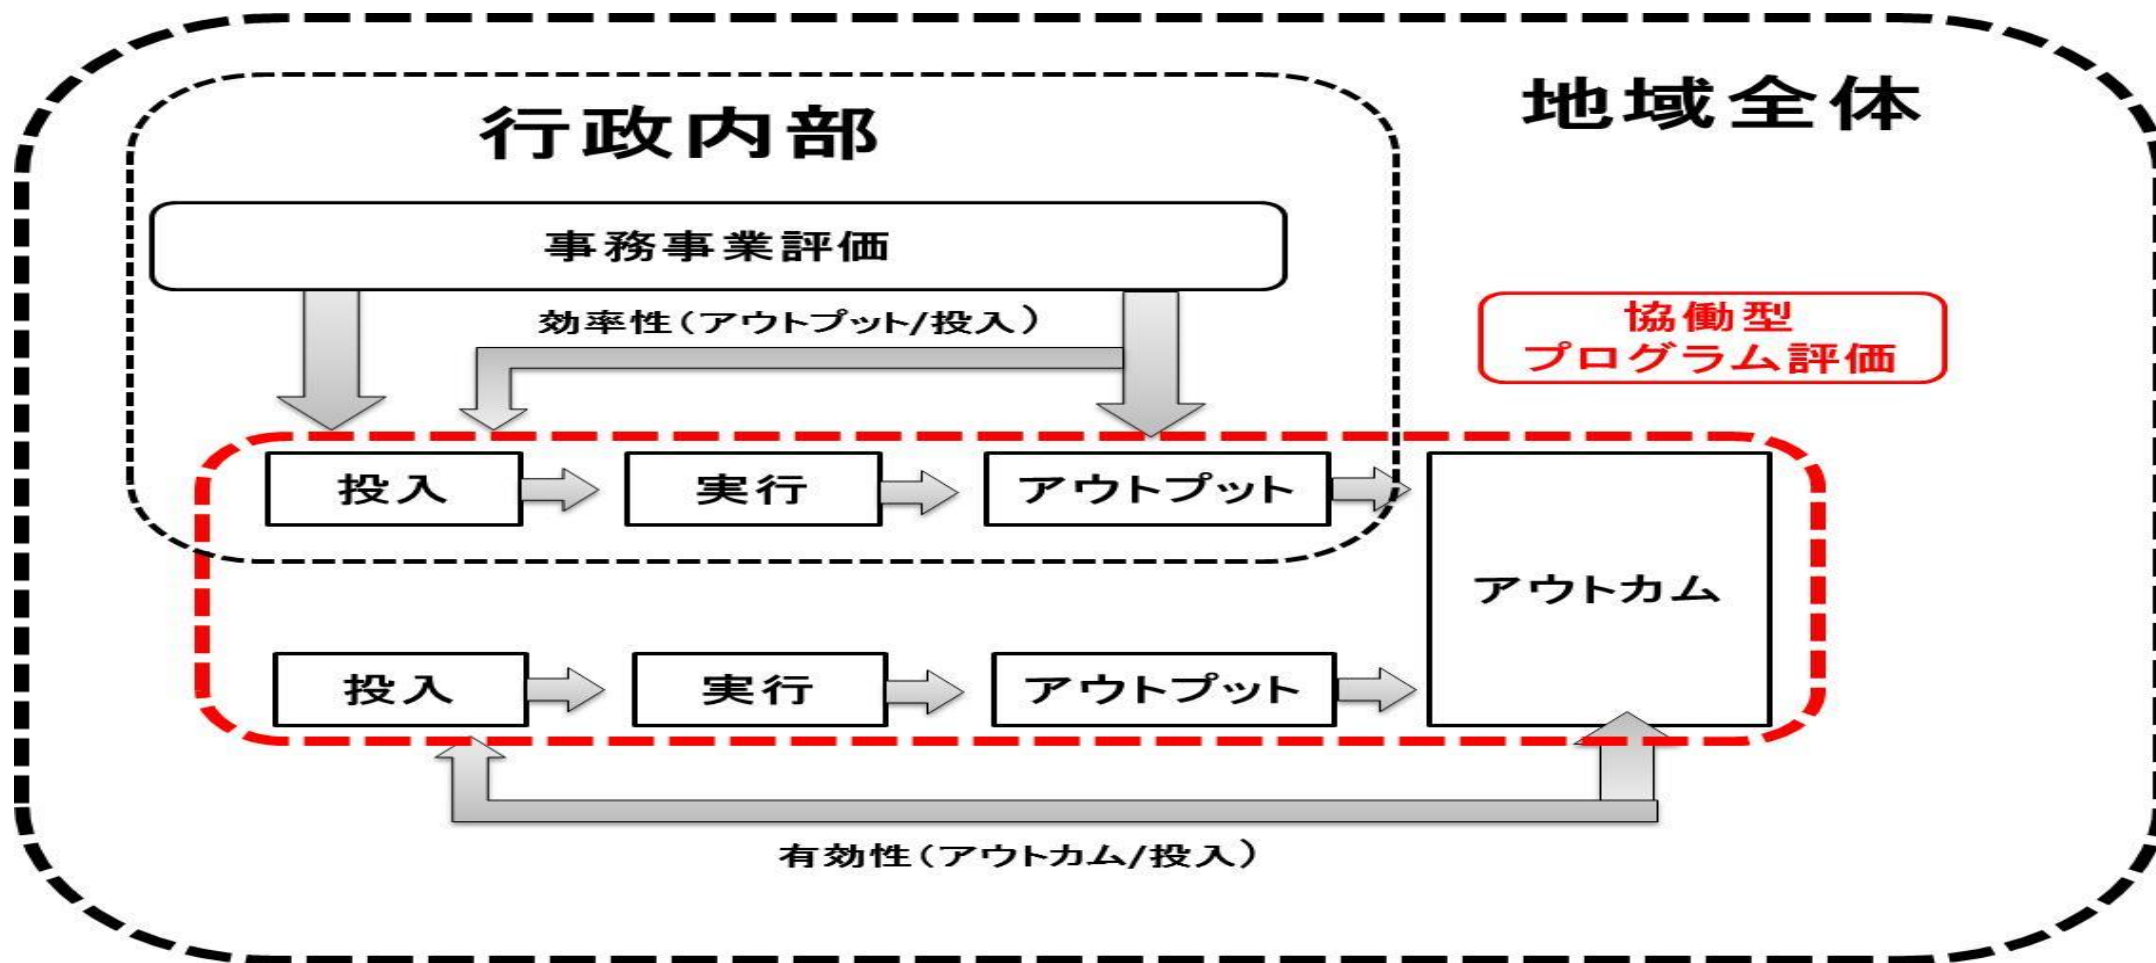 地域全体
行政内部
事務事業評価
効率性(アウトプット/投入)
協働型
プログラム評価
投入
実行
アウトプット
アウトカム
投入
実行
アウトプット
有効性(アウトカム/投入)